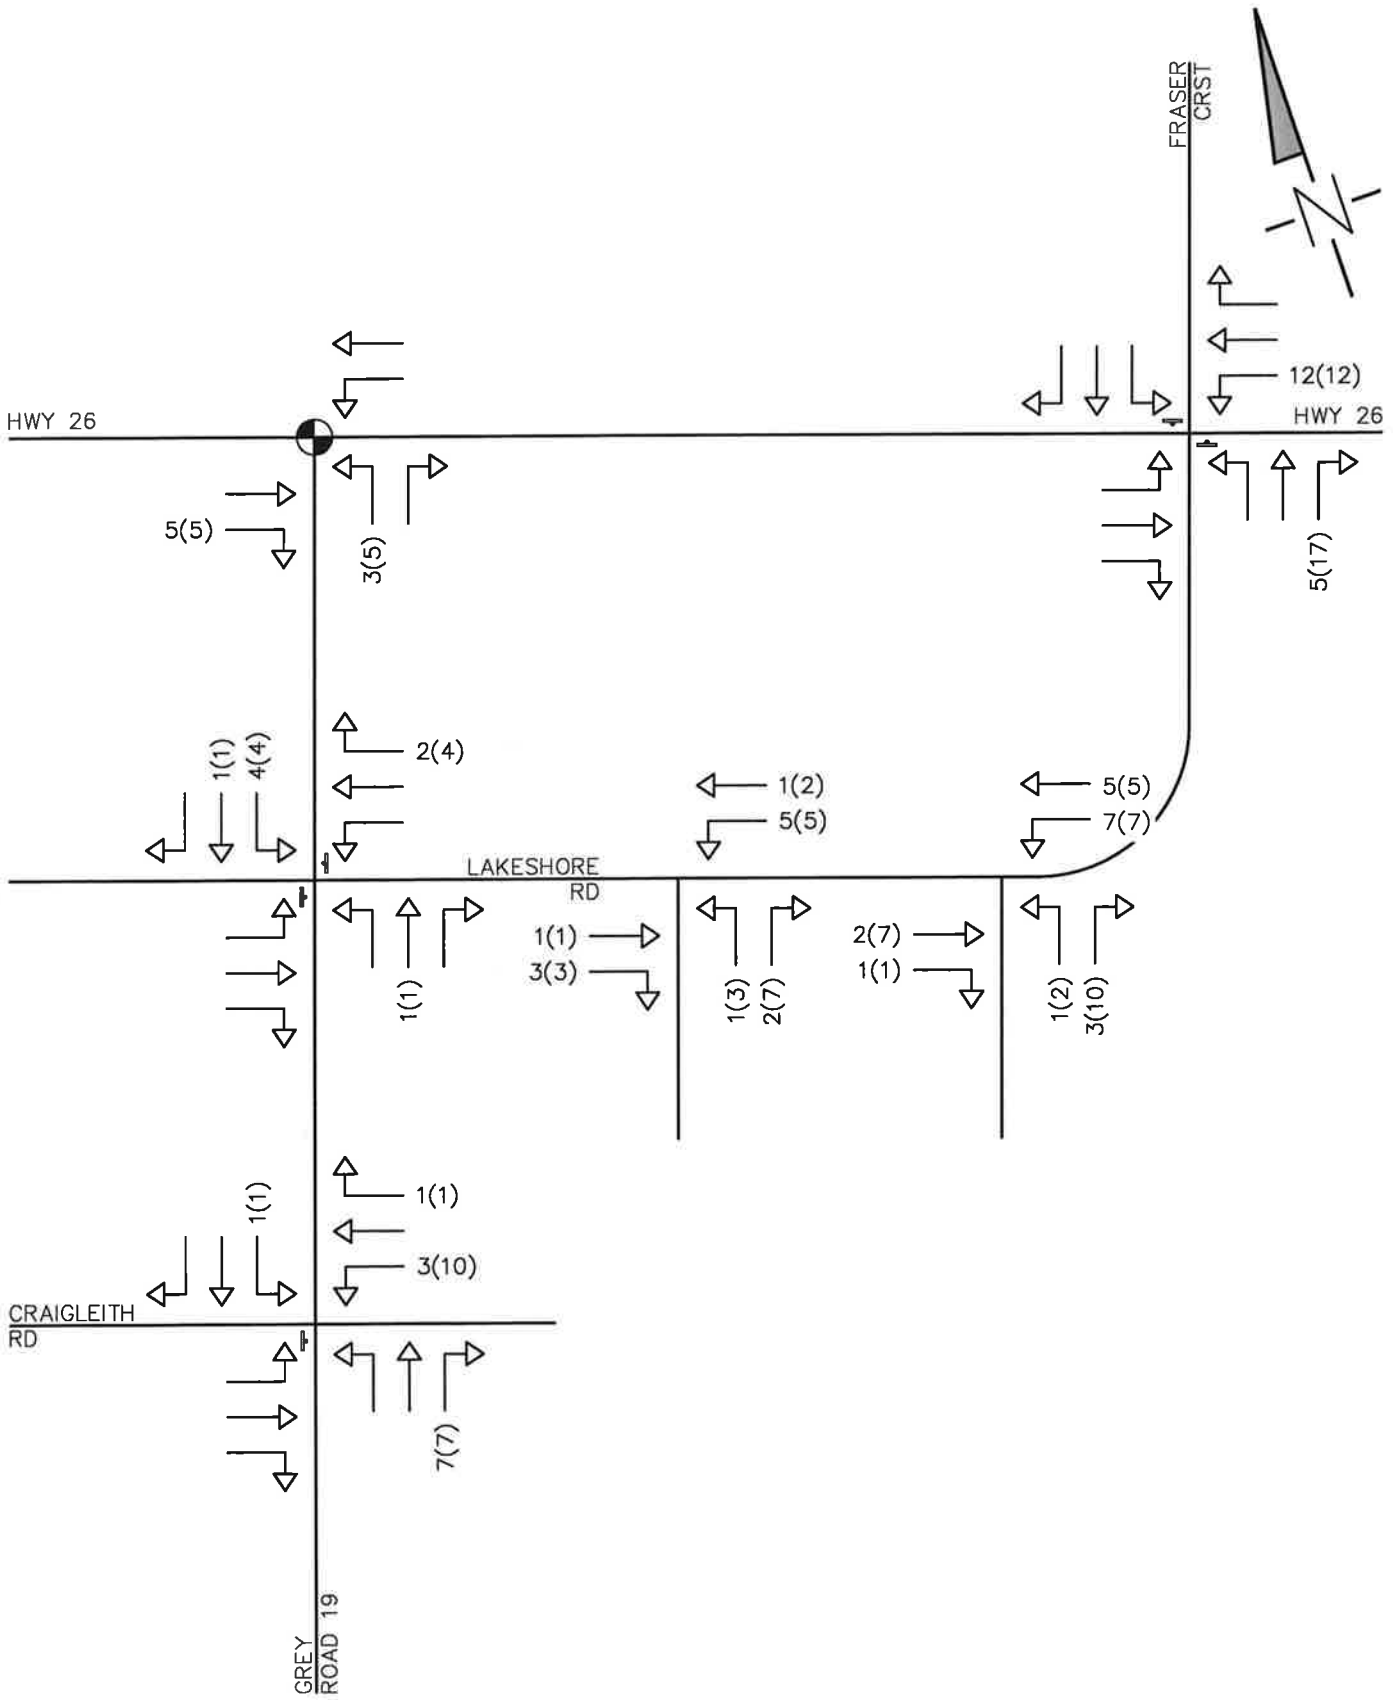 FRASER
CRST
N
12(12)
HWY 26
HWY 26
5(5)
3(5)
5(17)
1(1)
4(4)
2(4)
1(2)
5(5)
5(5)
7(7)
LAKESHORE
RD
1(1)
3(3)
2(7)
1(1)
1(1)
1(3)
2(7)
1(2)
3(10)
1(1)
1(1)
3(10)
CRAIGLEITH
RD
7(7)
GREY
ROAD 19